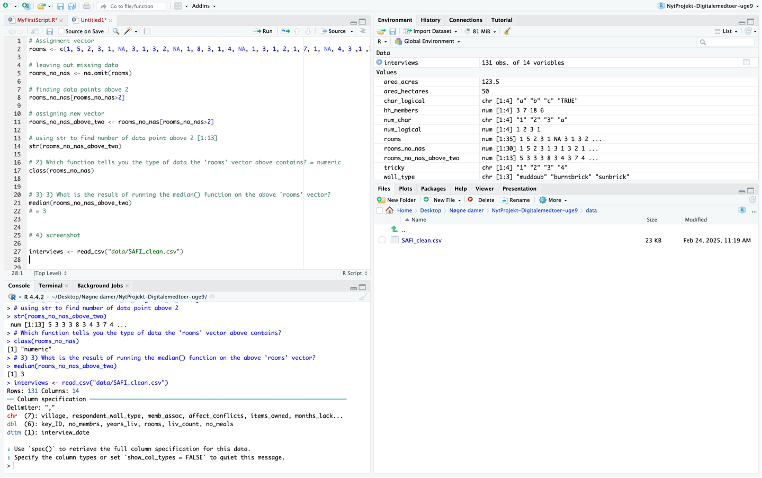 Go to file/function
Addins
NytProjekt-Digitalemedtoer-uge9
MyFirstScript.R*
Untitled1*
Source on Save
Run
Source
1 # Assignment vector
2 rooms <- c(1, 5, 2, 3, 1, NA, 3, 1, 3, 2, NA, 1, 8, 3, 1, 4, NA, 1, 3, 1, 2, 1, 7, 1, NA, 4, 3 ,1 ,
3
4 # leaving out missing data
5 rooms_no_nas <- na.omit(rooms)
6
7 # finding data points above 2
8 rooms_no_nas[rooms_no_nas>2]
9
10 # assigning new vector
11 rooms_no_nas_above_two <- rooms_no_nas[rooms_no_nas>2]
12
13 # using str to find number of data point above 2 [1:13]
14 str(rooms_no_nas_above_two)
15
16 # 2) Which function tells you the type of data the 'rooms' vector above contains? = numeric
17 class(rooms_no_nas)
18
19
20 # 3) 3) What is the result of running the median() function on the above 'rooms' vector?
21 median(rooms_no_nas_above_two)
22 # = 3
23
24
25 # 4) screenshot
26
27 interviews <- read_csv("data/SAFI_clean.csv")
28
29
28:1 (Top Level) R Script
Console Terminal Background Jobs
R 4.4.2 · ~/Desktop/Nøgne damer/NytProjekt-Digitalemedtoer-uge9/
> # using str to find number of data point above 2
> str(rooms_no_nas_above_two)
num [1:13] 5 3 3 3 8 3 4 3 7 4 ...
> # Which function tells you the type of data the 'rooms' vector above contains?
> class(rooms_no_nas)
[1] "numeric"
> # 3) 3) What is the result of running the median() function on the above 'rooms' vector?
> median(rooms_no_nas_above_two)
[1] 3
> interviews <- read_csv("data/SAFI_clean.csv")
Rows: 131 Columns: 14
── Column specification
Delimiter: ","
chr (7): village, respondent_wall_type, memb_assoc, affect_conflicts, items_owned, months_lack...
dbl (6): key_ID, no_membrs, years_liv, rooms, liv_count, no_meals
dttm (1): interview_date
ℹ Use `spec()` to retrieve the full column specification for this data.
ℹ Specify the column types or set `show_col_types = FALSE` to quiet this message.
>
Environment History Connections Tutorial
Import Dataset 81 MiB List
R Global Environment
Data
interviews 131 obs. of 14 variables
Values
area_acres 123.5
area_hectares 50
char_logical chr [1:4] "a" "b" "c" "TRUE"
hh_members num [1:4] 3 7 10 6
num_char chr [1:4] "1" "2" "3" "a"
num_logical num [1:4] 1 2 3 1
rooms num [1:35] 1 5 2 3 1 NA 3 1 3 2 ...
rooms_no_nas num [1:30] 1 5 2 3 1 3 1 3 2 1 ...
rooms_no_nas_above_two num [1:13] 5 3 3 3 8 3 4 3 7 4 ...
tricky chr [1:4] "1" "2" "3" "4"
wall_type chr [1:3] "muddaub" "burntbrick" "sunbrick"
Files Plots Packages Help Viewer Presentation
New Folder New File Delete Rename More
Home Desktop Nøgne damer NytProjekt-Digitalemedtoer-uge9 data
Name Size Modified
..
SAFI_clean.csv 23 KB Feb 24, 2025, 11:19 AM